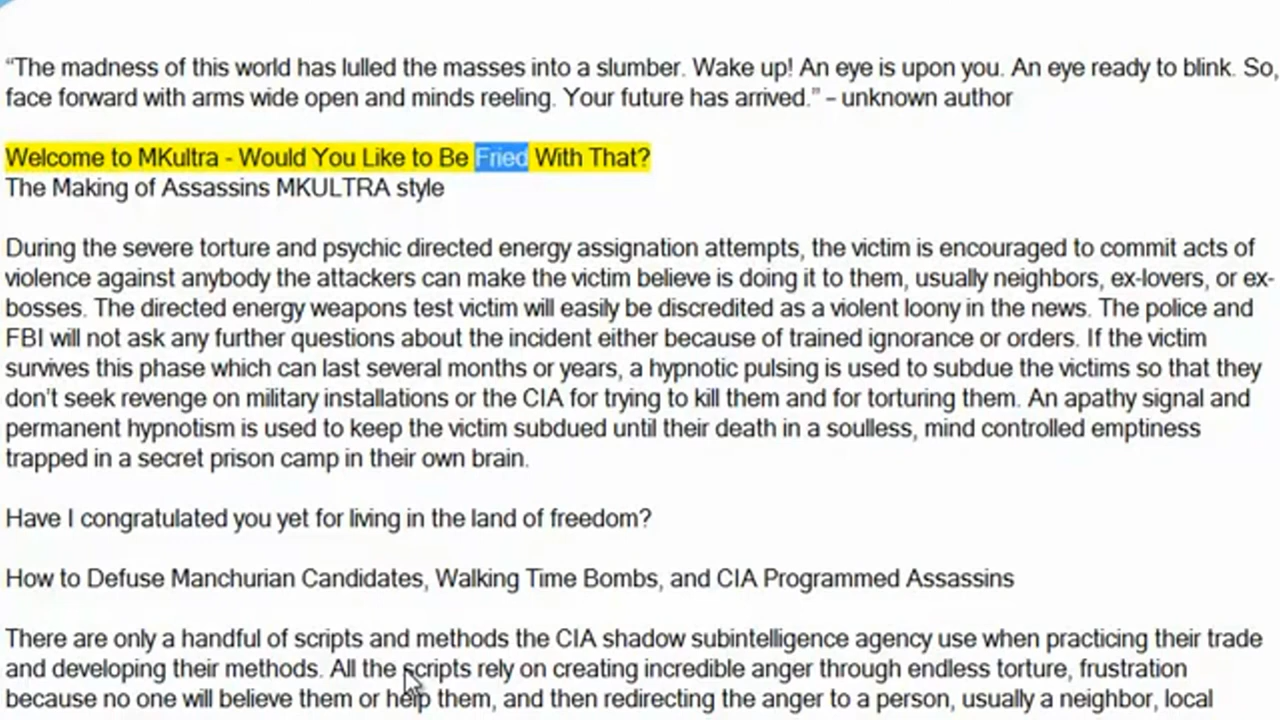 “The madness of this world has lulled the masses into a slumber. Wake up! An eye is upon you. An eye ready to blink. So,
face forward with arms wide open and minds reeling. Your future has arrived.” – unknown author
Welcome to MKultra - Would You Like to Be Fried With That?
The Making of Assassins MKULTRA style
During the severe torture and psychic directed energy assignation attempts, the victim is encouraged to commit acts of
violence against anybody the attackers can make the victim believe is doing it to them, usually neighbors, ex-lovers, or ex-
bosses. The directed energy weapons test victim will easily be discredited as a violent loony in the news. The police and
FBI will not ask any further questions about the incident either because of trained ignorance or orders. If the victim
survives this phase which can last several months or years, a hypnotic pulsing is used to subdue the victims so that they
don’t seek revenge on military installations or the CIA for trying to kill them and for torturing them. An apathy signal and
permanent hypnotism is used to keep the victim subdued until their death in a soulless, mind controlled emptiness
trapped in a secret prison camp in their own brain.
Have I congratulated you yet for living in the land of freedom?
How to Defuse Manchurian Candidates, Walking Time Bombs, and CIA Programmed Assassins
There are only a handful of scripts and methods the CIA shadow subintelligence agency use when practicing their trade
and developing their methods. All the scripts rely on creating incredible anger through endless torture, frustration
because no one will believe them or help them, and then redirecting the anger to a person, usually a neighbor, local